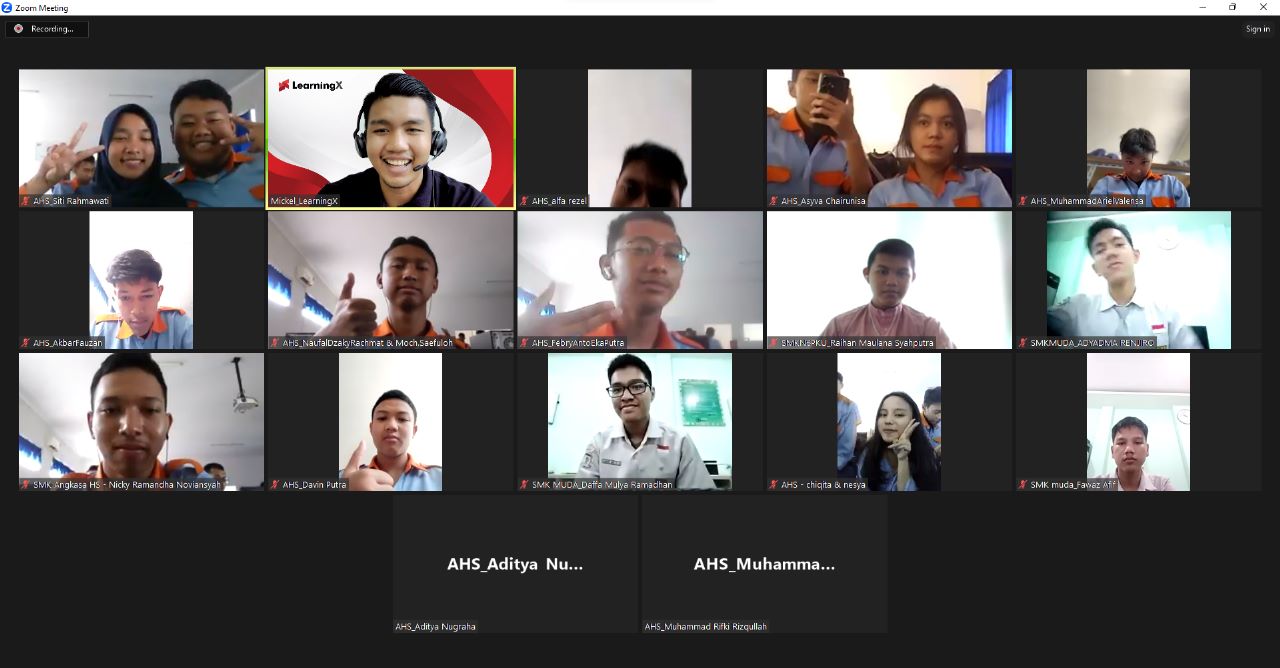 Zoom Meeting
Recording...
Sign in
LearningX
AHS_Siti Rahmawati
Mickel_LearningX
AHS_alfa rezel
AHS_Asyva Chairunisa
AHS_MuhammadArielValensa
AHS_AkbarFauzan
AHS_NaufalDzakyRachmat & Moch.Saefuloh
AHS_FebryAntoEkaPutra
SMKNePKU_Raihan Maulana Syahputra
SMKMUDA_ADYADMA RENJIRO
SMK Angkasa HS - Nicky Ramandha Noviansyah
AHS_Davin Putra
SMK MUDA_Daffa Mulya Ramadhan
AHS - chiqita & nesya
SMK muda_Fawaz Afif
AHS_Aditya Nu...
AHS_Muhamma...
AHS_Aditya Nugraha
AHS_Muhammad Rifki Rizqullah